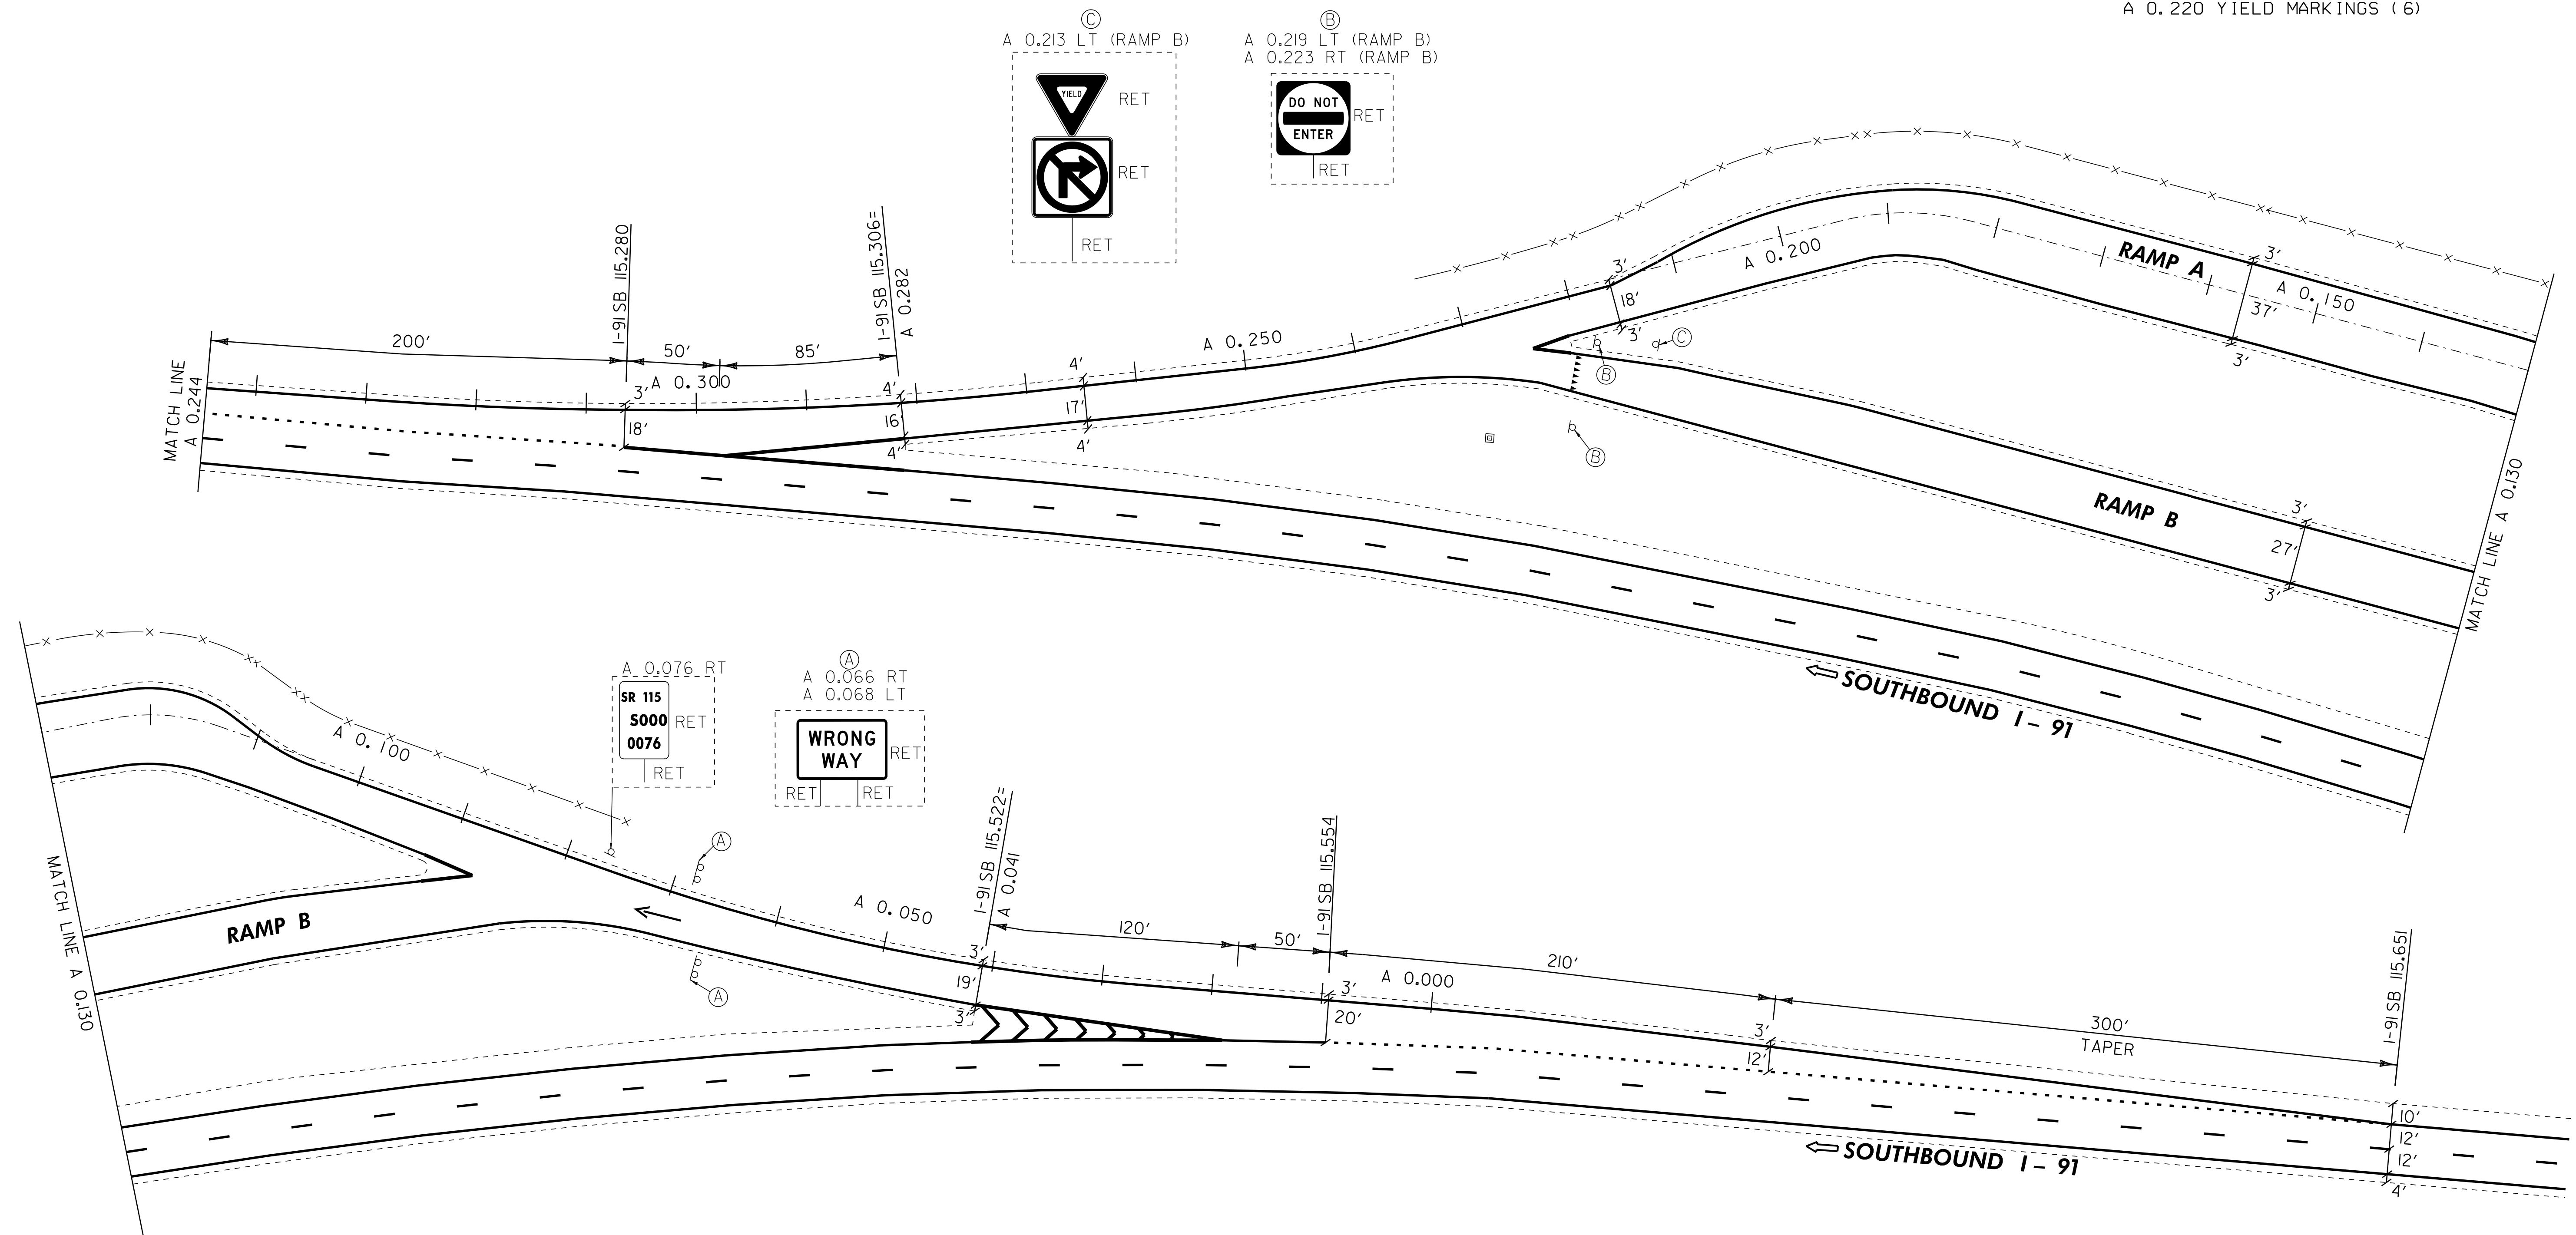 A 0.220 YIELD MARKINGS (6)
C
A 0.213 LT (RAMP B)
YIELD
RET
RET
RET
B
A 0.219 LT (RAMP B)
A 0.223 RT (RAMP B)
DO NOT
ENTER
RET
RET
MATCH LINE
A 0.244
200'
I-91 SB 115.280
50'
85'
I-91 SB 115.306=
A 0.282
A 0.300
3'
18'
4'
16'
4'
4'
17'
4'
A 0.250
3'
18'
3'
A 0.200
C
B
B
RAMP A
3'
A 0.150
37'
3'
RAMP B
3'
27'
3'
MATCH LINE A 0.130
SOUTHBOUND I-91
MATCH LINE A 0.130
RAMP B
A 0.100
A 0.076 RT
SR 115
S000
0076
RET
RET
A
A 0.066 RT
A 0.068 LT
WRONG
WAY
RET
RET
RET
A
A
A 0.050
I-91 SB 115.522=
A 0.041
3'
19'
3'
120'
50'
I-91 SB 115.554
3'
20'
A 0.000
210'
3'
12'
300'
TAPER
I-91 SB 115.651
10'
12'
12'
4'
SOUTHBOUND I-91